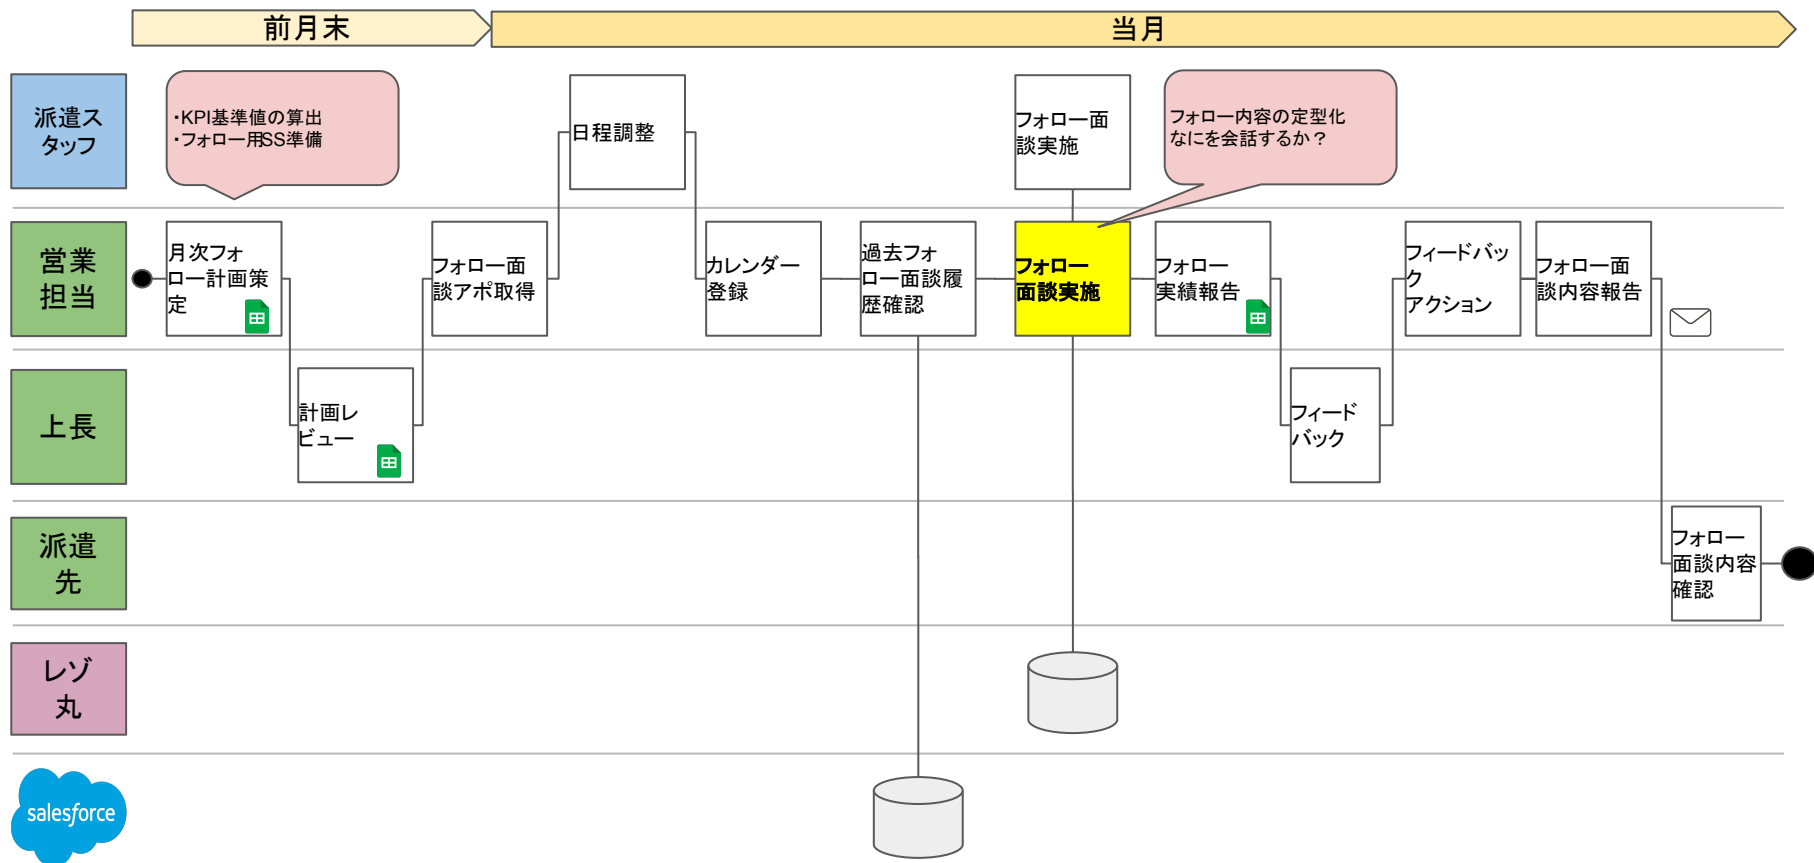 前月末
当月
派遣ス
タッフ
・KPI基準値の算出
・フォロー用SS準備
日程調整
フォロー面
談実施
フォロー内容の定型化
なにを会話するか？
営業
担当
月次フォ
ロー計画策
定
フォロー面
談アポ取得
カレンダー
登録
過去フォ
ロー面談履
歴確認
フォロー
面談実施
フォロー
実績報告
フィードバッ
ク
アクション
フォロー面
談内容報告
上長
計画レ
ビュー
フィード
バック
派遣
先
フォロー
面談内容
確認
レゾ
丸
salesforce